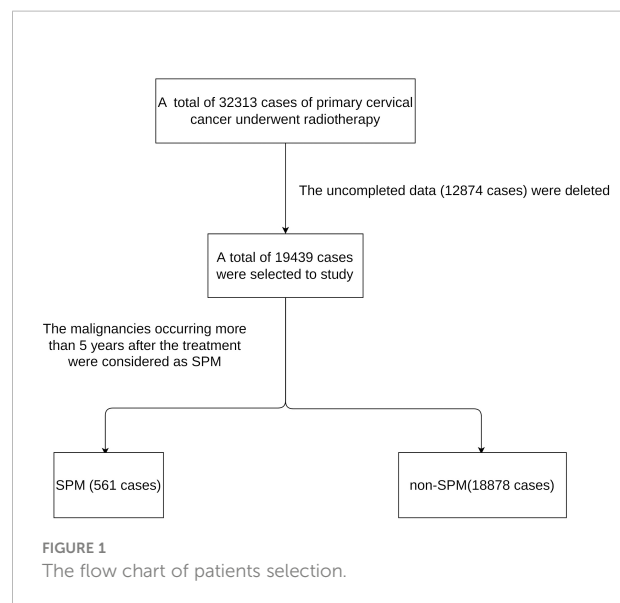 A total of 32313 cases of primary cervical
cancer underwent radiotherapy
The uncompleted data (12874 cases) were deleted
A total of 19439 cases
were selected to study
The malignancies occurring more
than 5 years after the treatment
were considered as SPM
SPM (561 cases)
non-SPM(18878 cases)
FIGURE 1
The flow chart of patients selection.